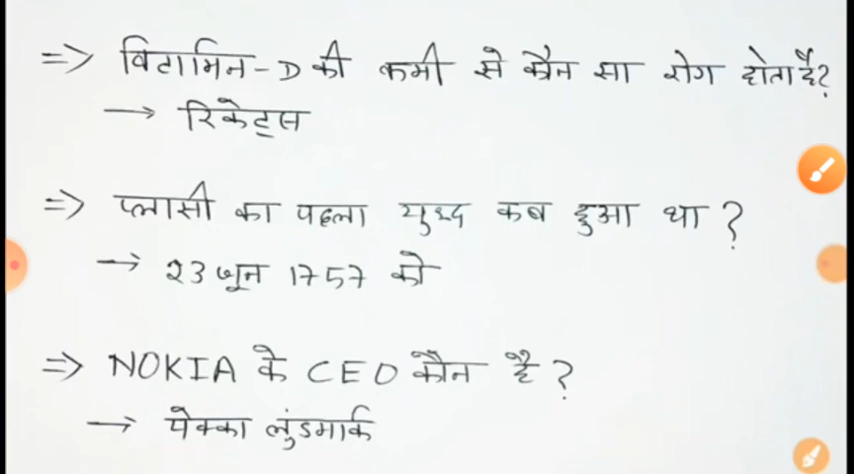 => विटामिन-D की कमी से कौन सा रोग होता है?
→ रिकेट्स
=> प्लासी का पहला युद्ध कब हुआ था?
→ 23 जून 1757 को
=> NOKIA के CEO कौन है?
→ पेक्का लुंडमार्क